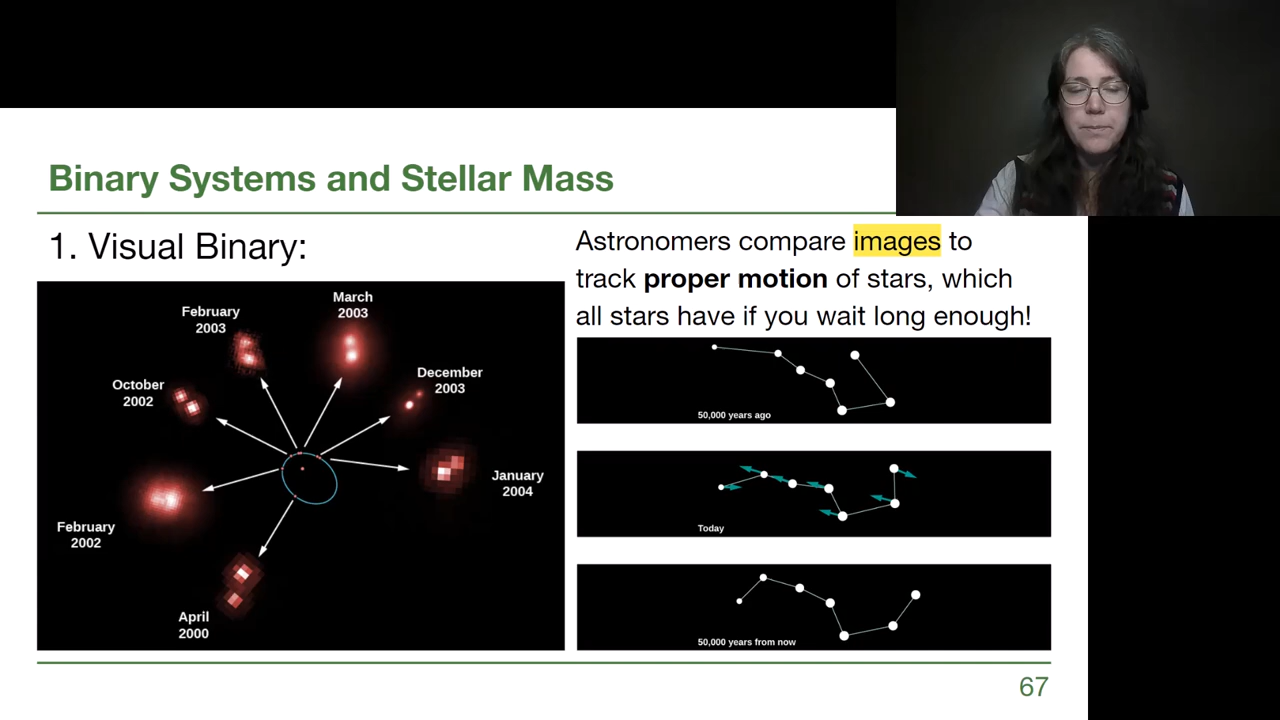 Binary Systems and Stellar Mass
1. Visual Binary:
February
2003
March
2003
October
2002
December
2003
January
2004
February
2002
April
2000
Astronomers compare images to
track proper motion of stars, which
all stars have if you wait long enough!
50,000 years ago
Today
50,000 years from now
67